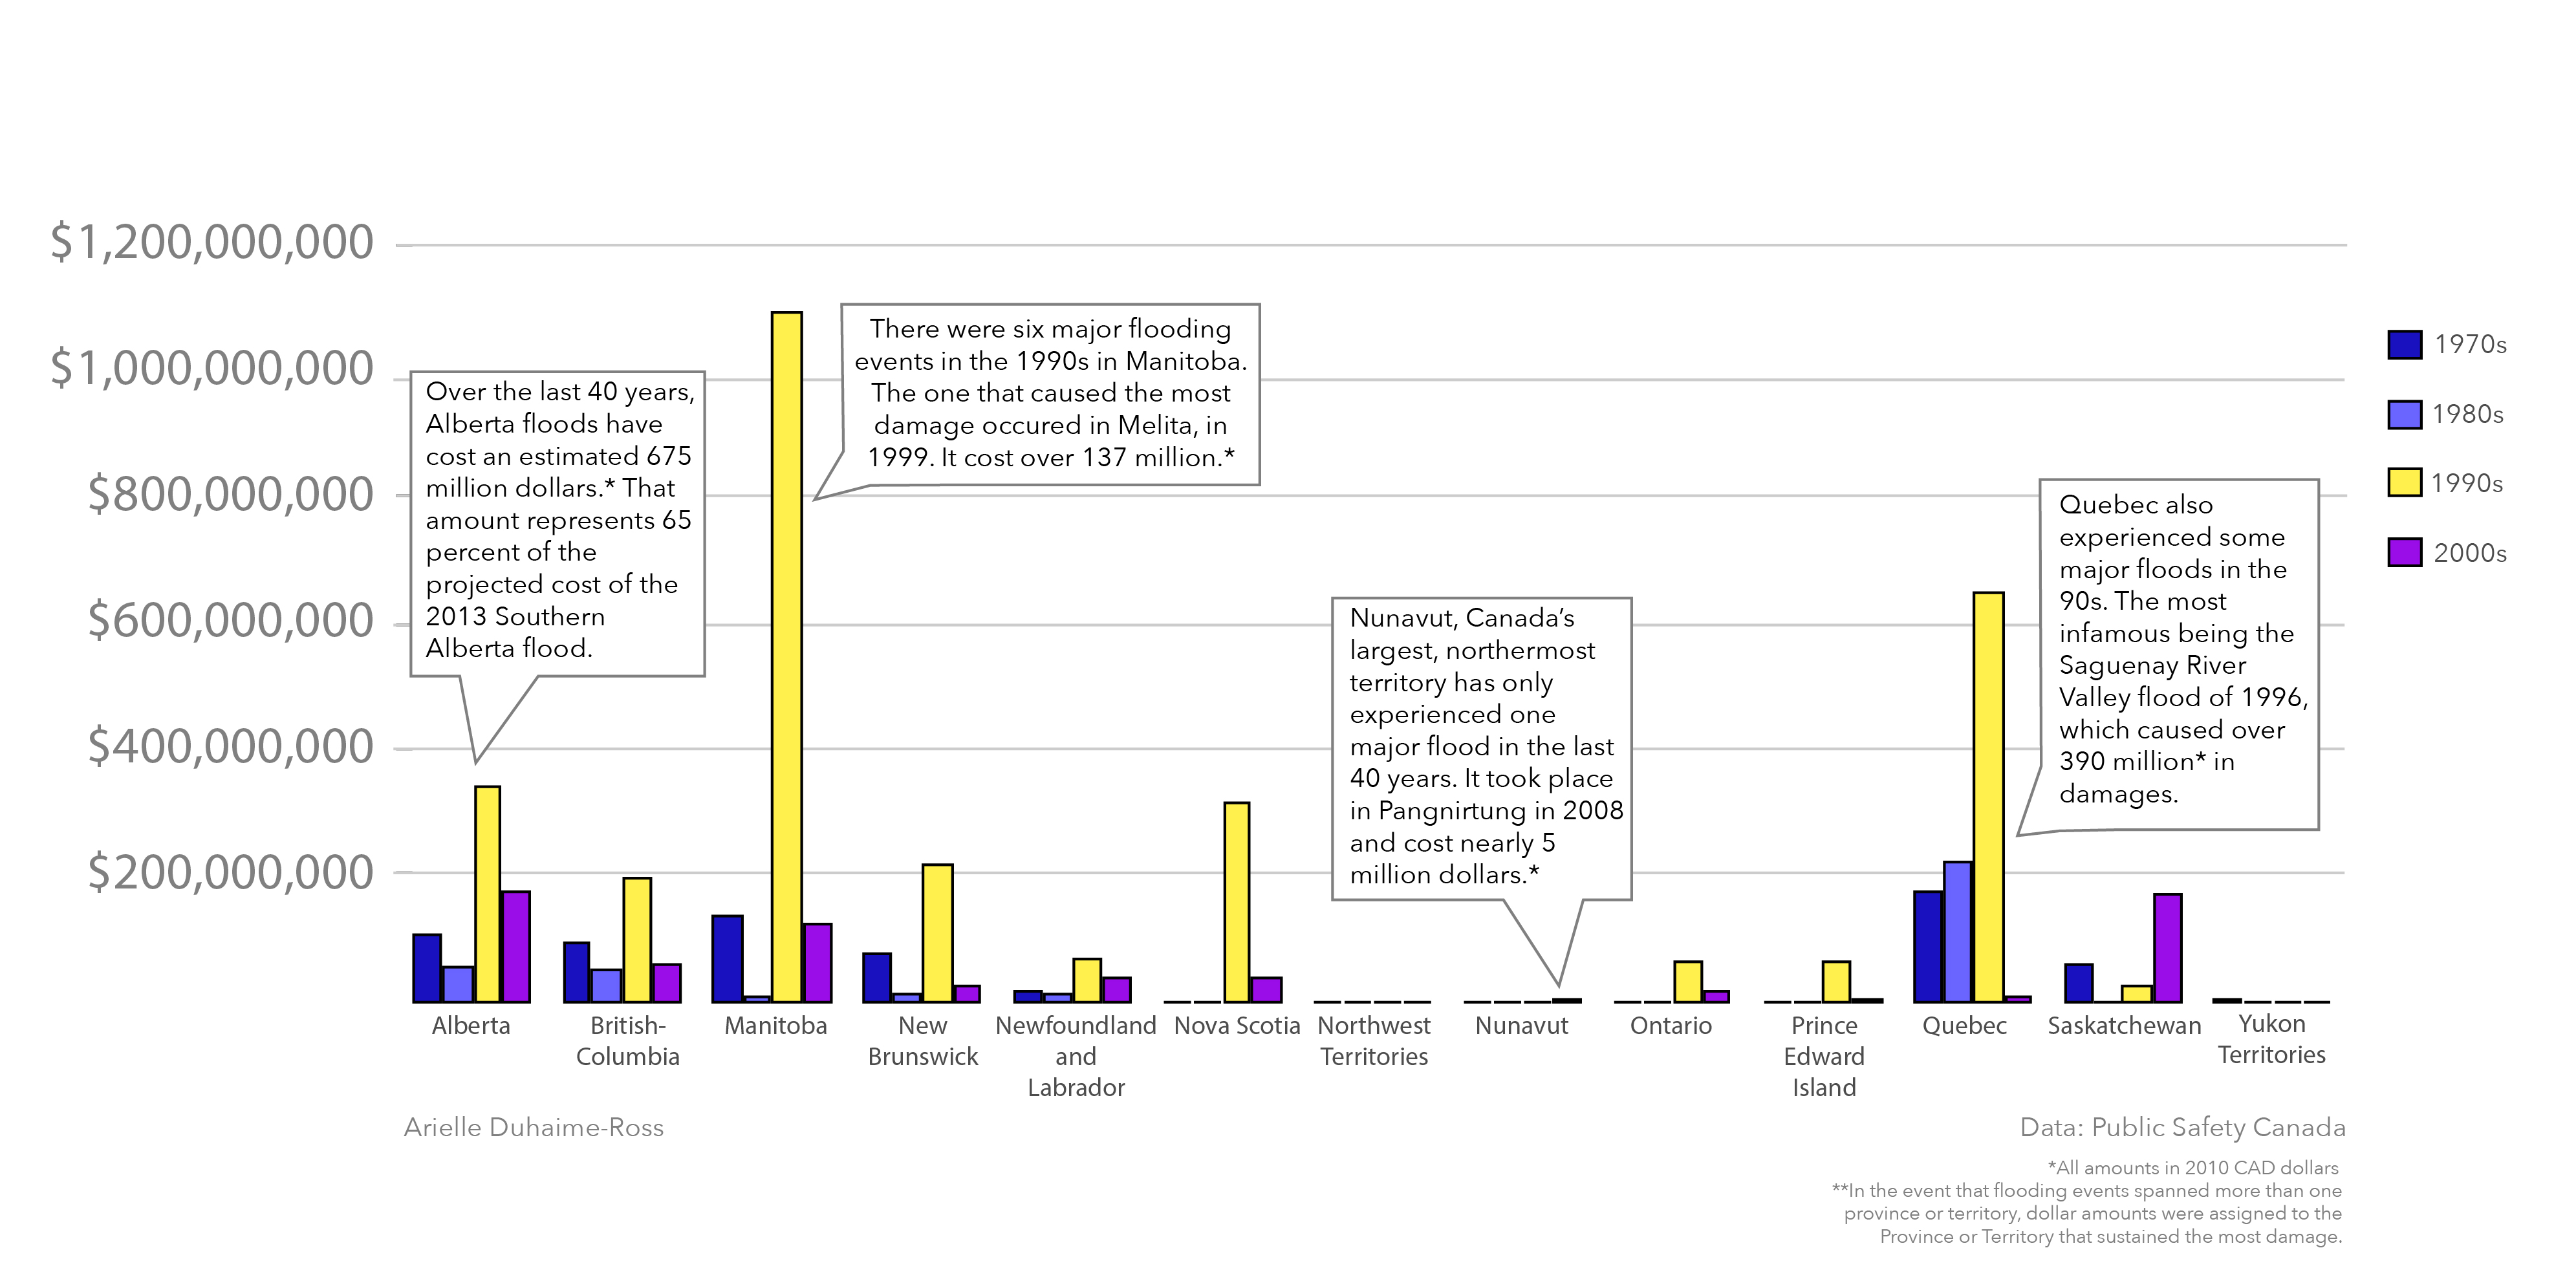 $1,200,000,000
$1,000,000,000
$800,000,000
$600,000,000
$400,000,000
$200,000,000
Over the last 40 years,
Alberta floods have
cost an estimated 675
million dollars.* That
amount represents 65
percent of the
projected cost of the
2013 Southern
Alberta flood.
There were six major flooding
events in the 1990s in Manitoba.
The one that caused the most
damage occured in Melita, in
1999. It cost over 137 million.*
Nunavut, Canada’s
largest, northermost
territory has only
experienced one
major flood in the last
40 years. It took place
in Pangnirtung in 2008
and cost nearly 5
million dollars.*
Quebec also
experienced some
major floods in the
90s. The most
infamous being the
Saguenay River
Valley flood of 1996,
which caused over
390 million* in
damages.
1970s
1980s
1990s
2000s
Alberta
British-
Columbia
Manitoba
New
Brunswick
Newfoundland
and
Labrador
Nova Scotia
Northwest
Territories
Nunavut
Ontario
Prince
Edward
Island
Quebec
Saskatchewan
Yukon
Territories
Arielle Duhaime-Ross
Data: Public Safety Canada
*All amounts in 2010 CAD dollars
**In the event that flooding events spanned more than one
province or territory, dollar amounts were assigned to the
Province or Territory that sustained the most damage.